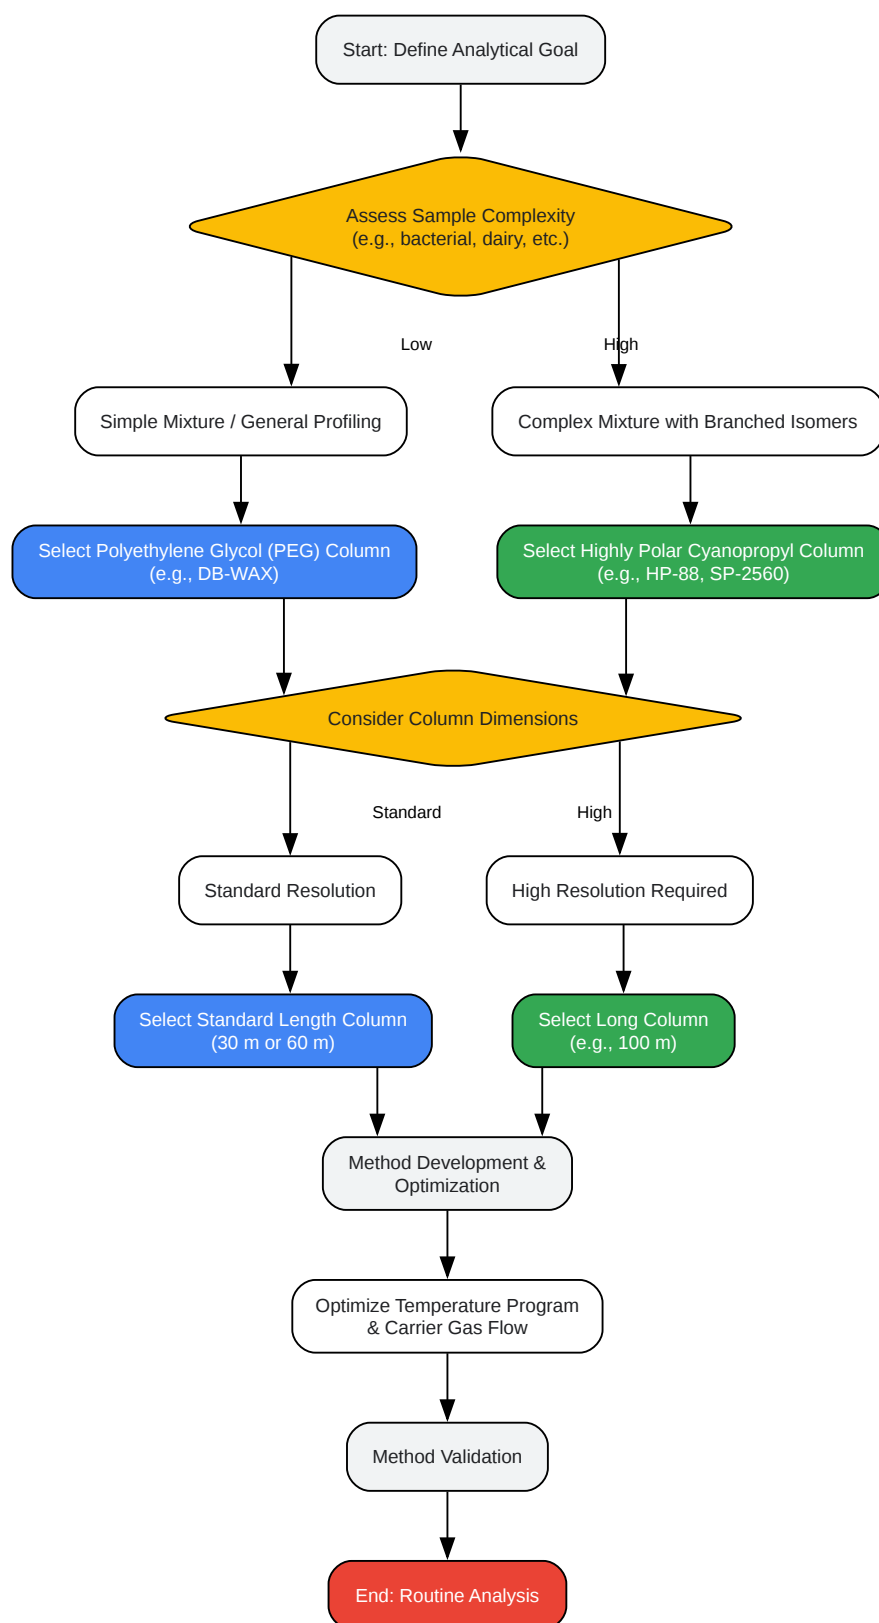 Start: Define Analytical Goal
Assess Sample Complexity
(e.g., bacterial, dairy, etc.)
Low
High
Simple Mixture / General Profiling
Complex Mixture with Branched Isomers
Select Polyethylene Glycol (PEG) Column
(e.g., DB-WAX)
Select Highly Polar Cyanopropyl Column
(e.g., HP-88, SP-2560)
Consider Column Dimensions
Standard
High
Standard Resolution
High Resolution Required
Select Standard Length Column
(30 m or 60 m)
Select Long Column
(e.g., 100 m)
Method Development &
Optimization
Optimize Temperature Program
& Carrier Gas Flow
Method Validation
End: Routine Analysis